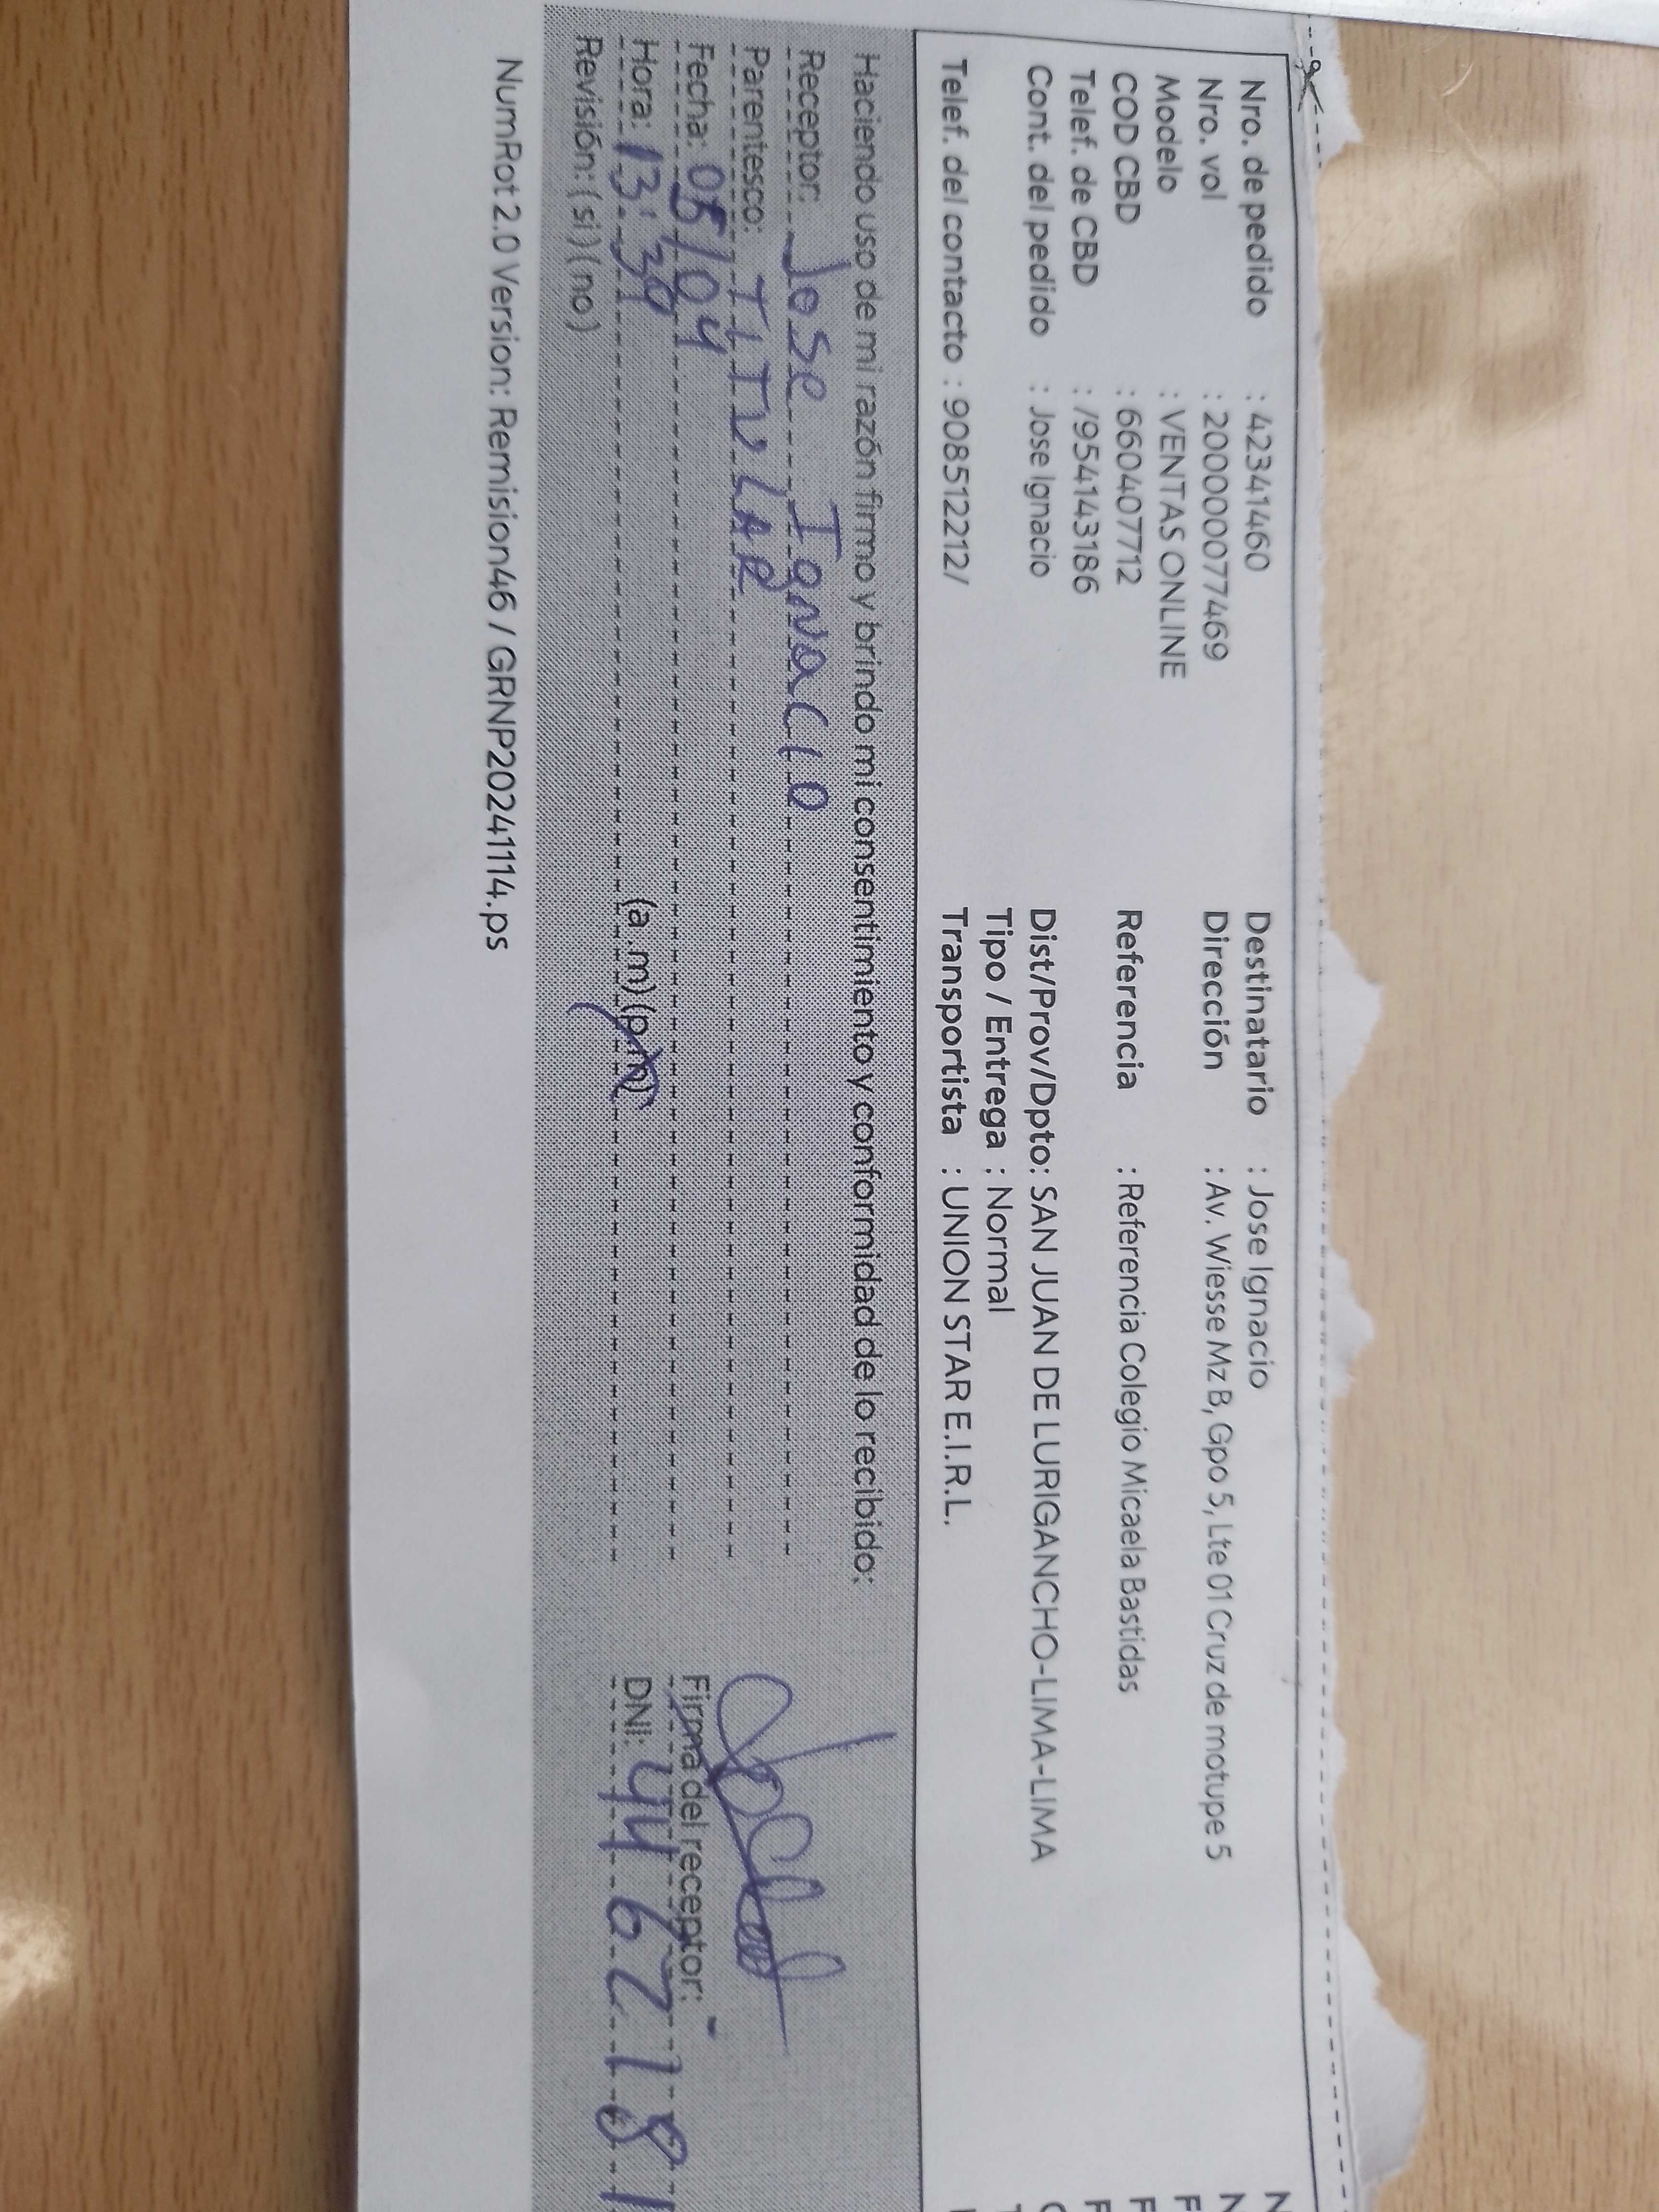 Nro. de pedido : 42341460
Nro. vol : 20000077469
Modelo : VENTAS ONLINE
COD CBD : 660407712
Telef. de CBD : /954143186
Cont. del pedido : Jose Ignacio
Telef. del contacto : 908512212/
Destinatario : Jose Ignacio
Dirección : Av. Wiesse Mz B, Gpo 5, Lte 01 Cruz de motupe 5
Referencia : Referencia Colegio Micaela Bastidas
Dist/Prov/Dpto: SAN JUAN DE LURIGANCHO-LIMA-LIMA
Tipo / Entrega : Normal
Transportista : UNION STAR E.I.R.L.
Haciendo uso de mi razón firmo y brindo mi consentimiento y conformidad de lo recibido:
Receptor: Jose Ignacio
Parentesco: TITULAR
Fecha: 05/04
Hora: 13:30 (a.m)(p.m)
Revisión: ( si )( no )
Firma del receptor:
DNI: 4462181
NumRot 2.0 Version: Remision46 / GRNP20241114.ps